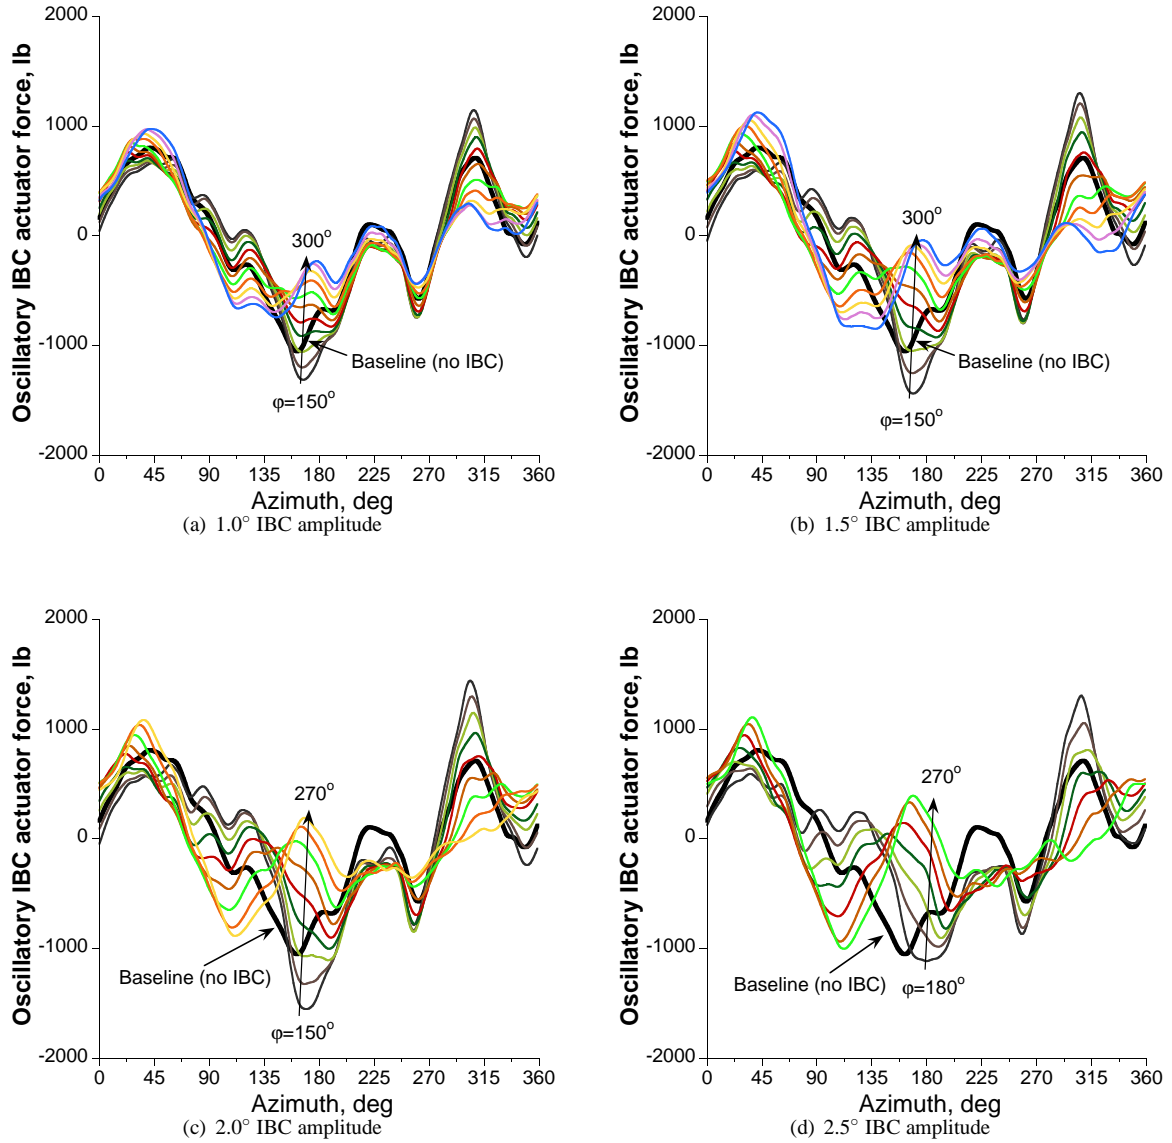 Oscillatory IBC actuator force, lb
2000
1000
0
-1000
-2000
300°
Baseline (no IBC)
φ=150°
0 45 90 135 180 225 270 315 360
Azimuth, deg
(a) 1.0° IBC amplitude
Oscillatory IBC actuator force, lb
2000
1000
0
-1000
-2000
300°
Baseline (no IBC)
φ=150°
0 45 90 135 180 225 270 315 360
Azimuth, deg
(b) 1.5° IBC amplitude
Oscillatory IBC actuator force, lb
2000
1000
0
-1000
-2000
270°
Baseline (no IBC)
φ=150°
0 45 90 135 180 225 270 315 360
Azimuth, deg
(c) 2.0° IBC amplitude
Oscillatory IBC actuator force, lb
2000
1000
0
-1000
-2000
270°
Baseline (no IBC)
φ=180°
0 45 90 135 180 225 270 315 360
Azimuth, deg
(d) 2.5° IBC amplitude